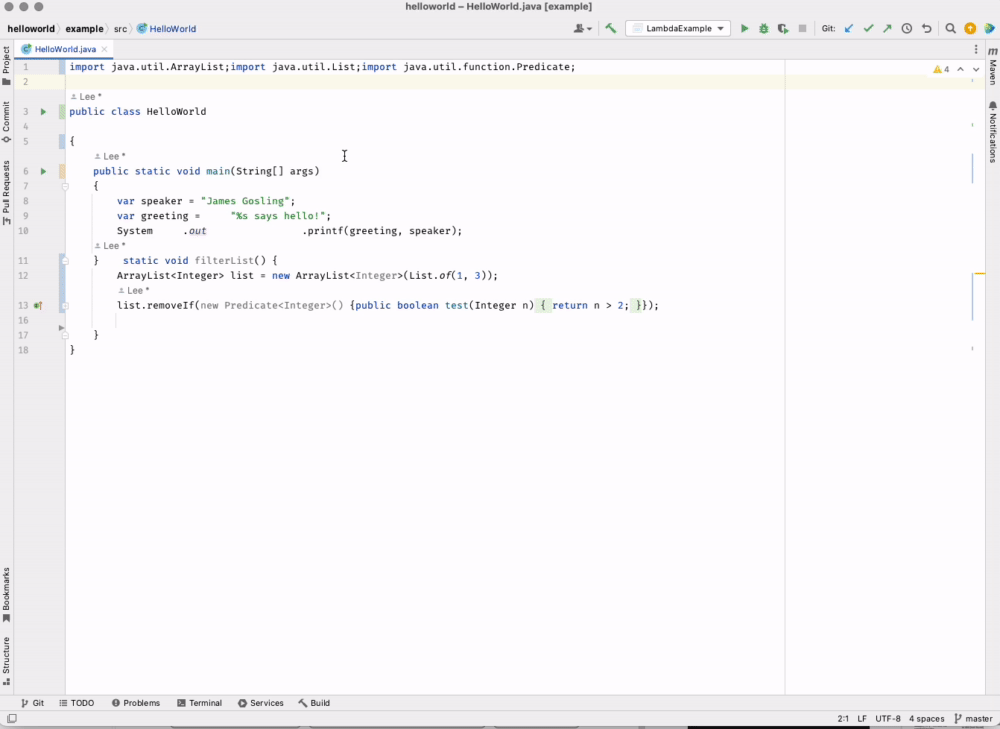 helloworld – HelloWorld.java [example]
helloworld example src HelloWorld LambdaExample Git:
HelloWorld.java
Project
Commit
Pull Requests
Bookmarks
Structure
m
Maven
Notifications
4
1 import java.util.ArrayList;import java.util.List;import java.util.function.Predicate;
2
Lee *
3 public class HelloWorld
4
5 {
Lee *
6 public static void main(String[] args)
7 {
8 var speaker = "James Gosling";
9 var greeting =     "%s says hello!";
10 System     .out                .printf(greeting, speaker);
Lee *
11 }    static void filterList() {
12 ArrayList<Integer> list = new ArrayList<Integer>(List.of(1, 3));
Lee *
13 list.removeIf(new Predicate<Integer>() {public boolean test(Integer n) { return n > 2; }});
16
17 }
18 }
Git TODO Problems Terminal Services Build
2:1 LF UTF-8 4 spaces master